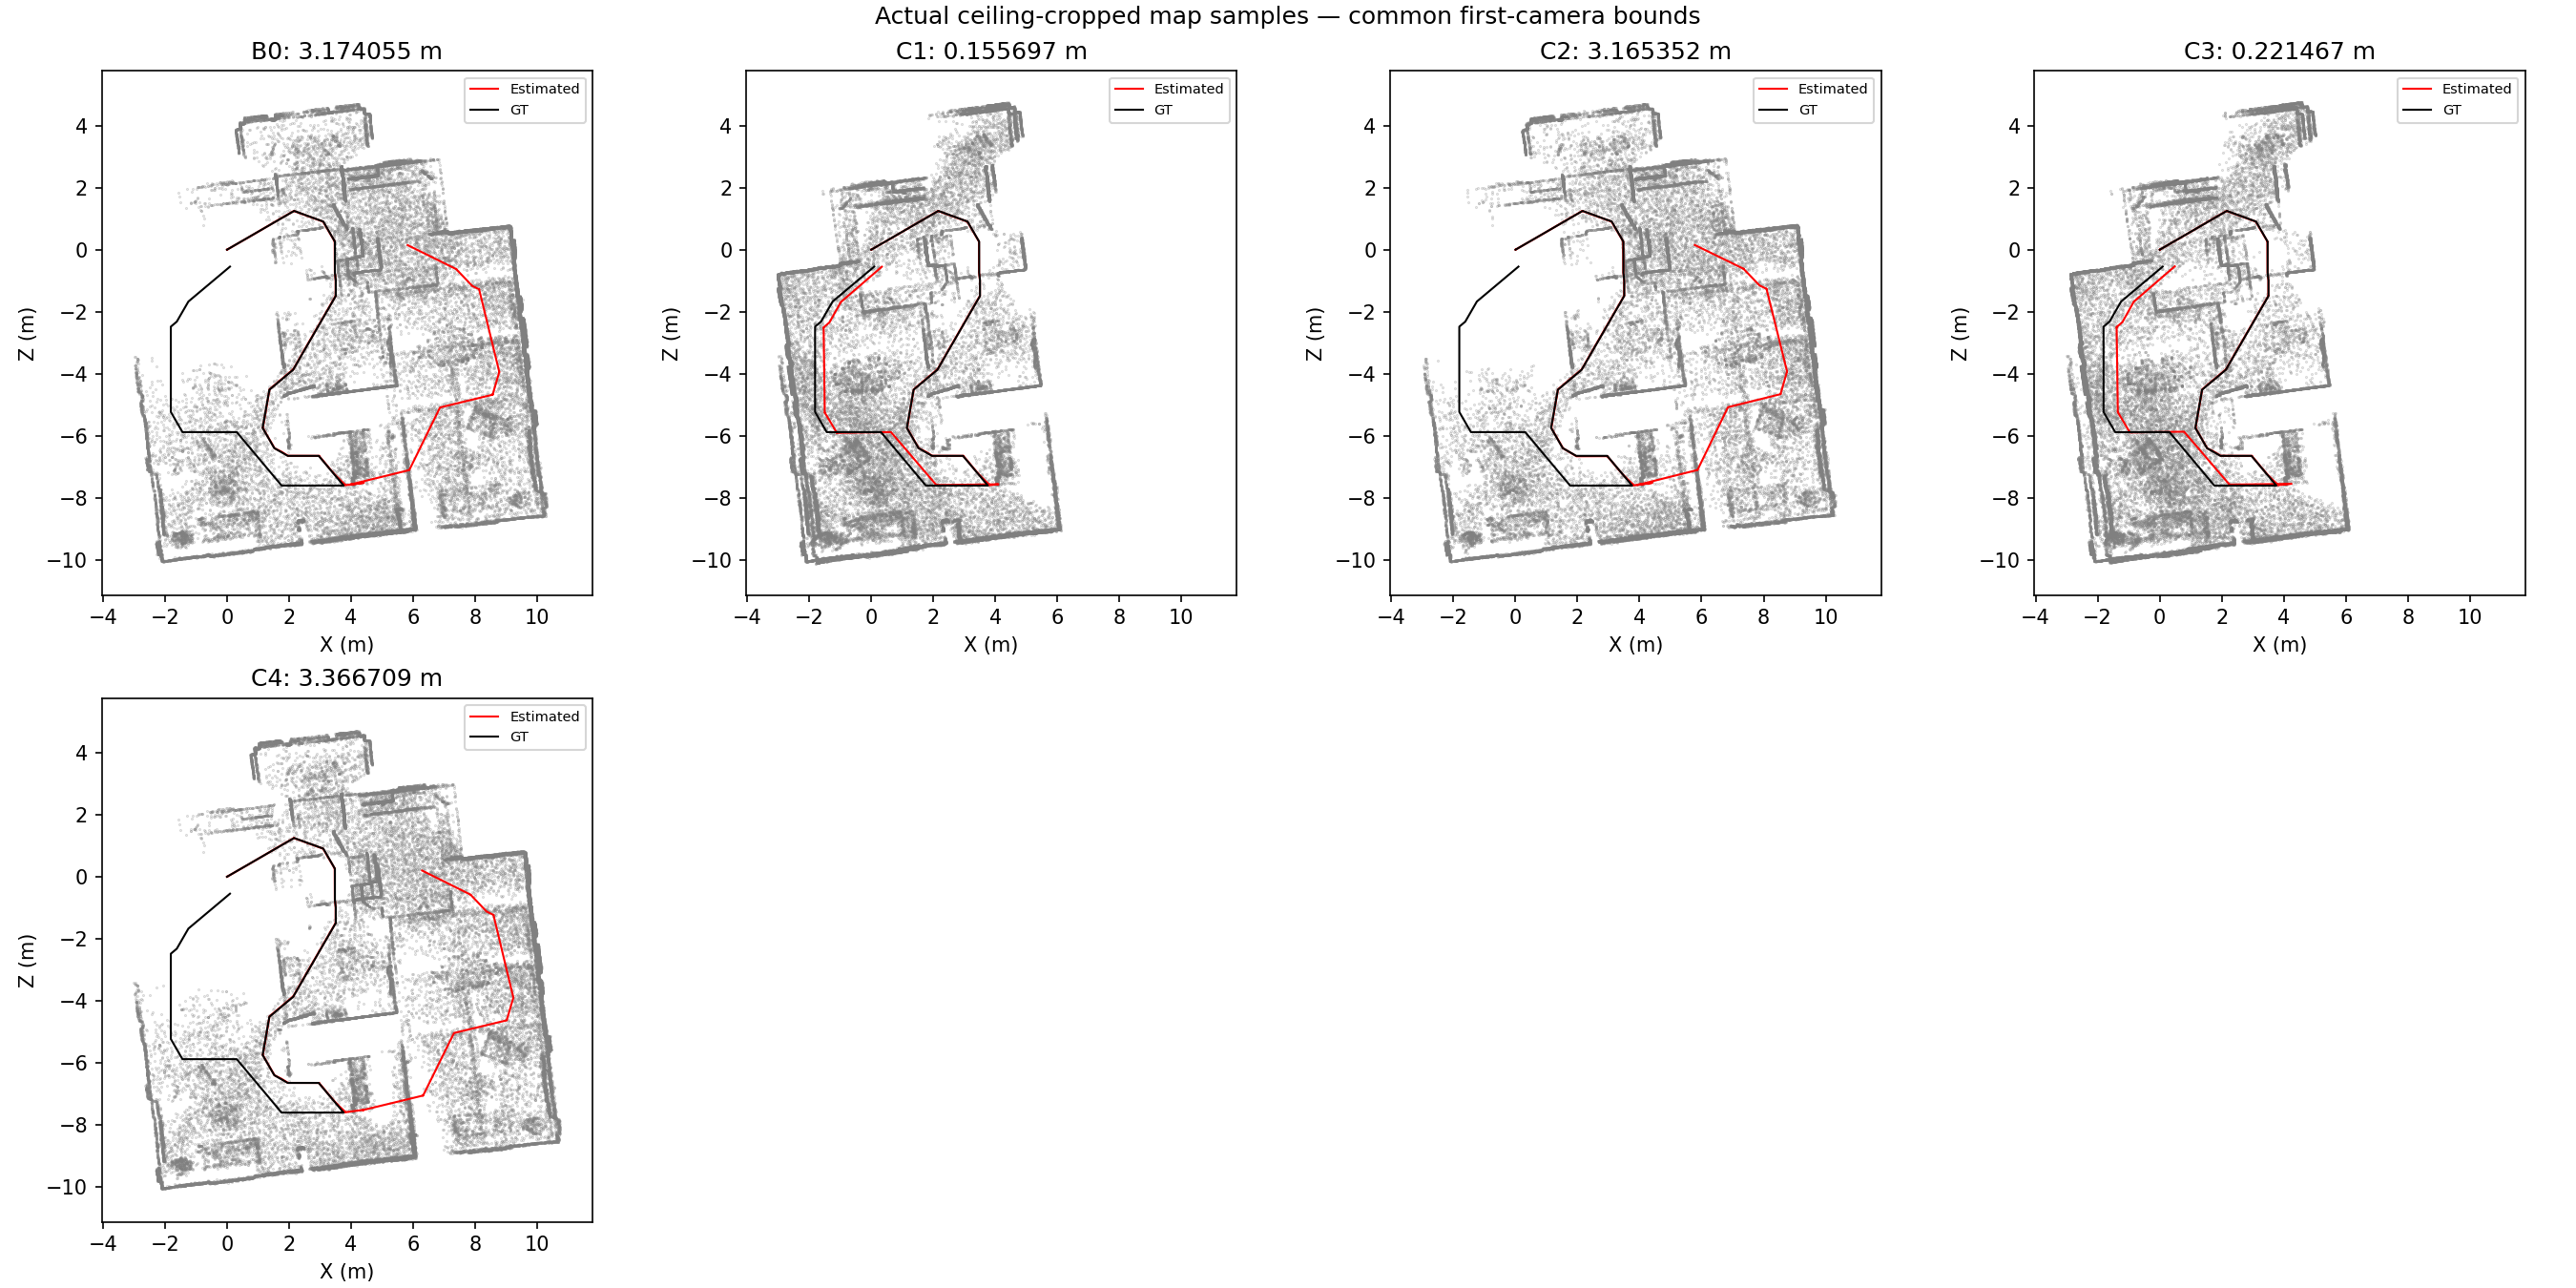 Actual ceiling-cropped map samples — common first-camera bounds
B0: 3.174055 m
Estimated
GT
4
2
0
−2
−4
−6
−8
−10
Z (m)
−4 −2 0 2 4 6 8 10
X (m)
C1: 0.155697 m
Estimated
GT
4
2
0
−2
−4
−6
−8
−10
Z (m)
−4 −2 0 2 4 6 8 10
X (m)
C2: 3.165352 m
Estimated
GT
4
2
0
−2
−4
−6
−8
−10
Z (m)
−4 −2 0 2 4 6 8 10
X (m)
C3: 0.221467 m
Estimated
GT
4
2
0
−2
−4
−6
−8
−10
Z (m)
−4 −2 0 2 4 6 8 10
X (m)
C4: 3.366709 m
Estimated
GT
4
2
0
−2
−4
−6
−8
−10
Z (m)
−4 −2 0 2 4 6 8 10
X (m)